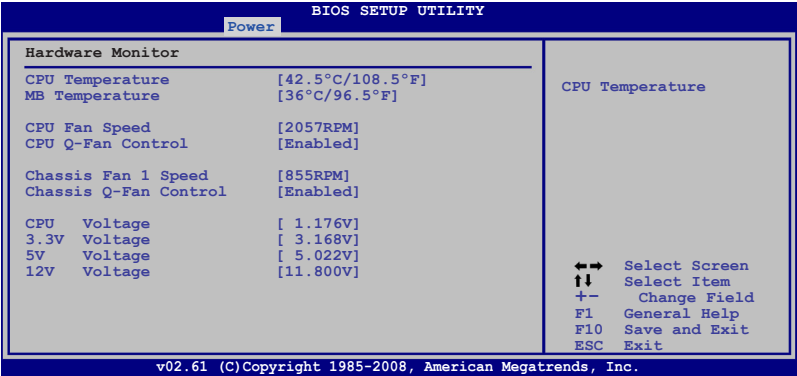 BIOS SETUP UTILITY
Power
Hardware Monitor
CPU Temperature [42.5°C/108.5°F]
MB Temperature [36°C/96.5°F]
CPU Fan Speed [2057RPM]
CPU Q-Fan Control [Enabled]
Chassis Fan 1 Speed [855RPM]
Chassis Q-Fan Control [Enabled]
CPU Voltage [ 1.176V]
3.3V Voltage [ 3.168V]
5V Voltage [ 5.022V]
12V Voltage [11.800V]
CPU Temperature
←→ Select Screen
↑↓ Select Item
+- Change Field
F1 General Help
F10 Save and Exit
ESC Exit
v02.61 (C)Copyright 1985-2008, American Megatrends, Inc.